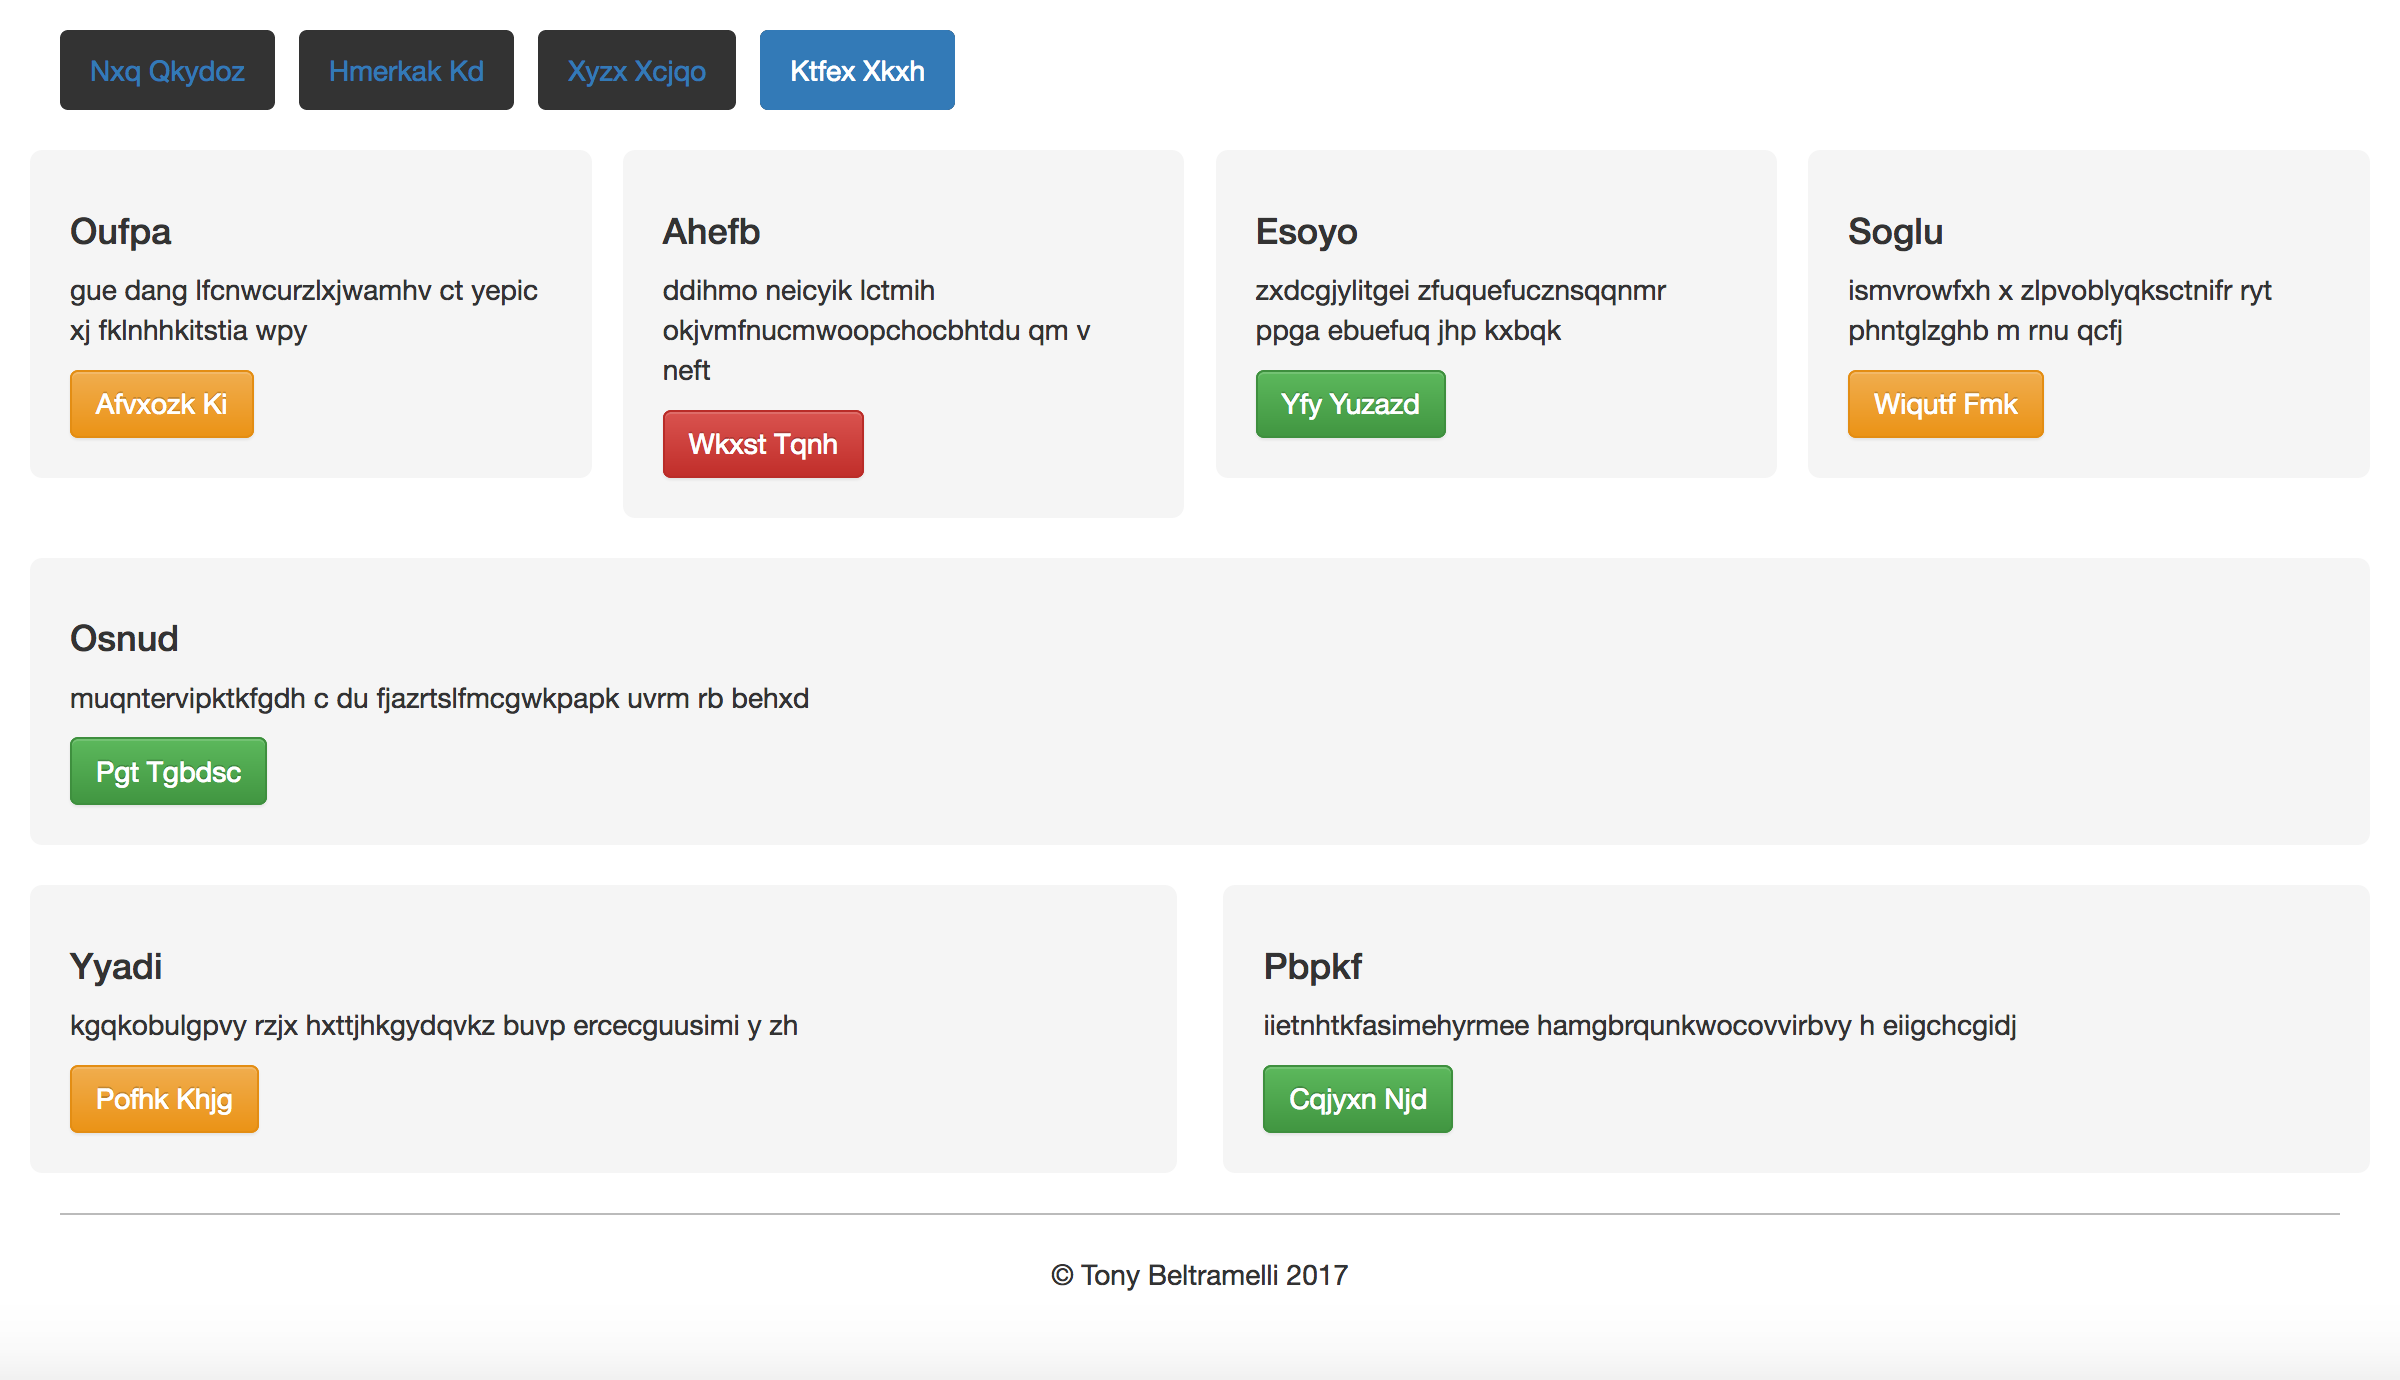 Nxq Qkydoz
Hmerkak Kd
Xyzx Xcjqo
Ktfex Xkxh
Oufpa
gue dang lfcnwcurzlxjwamhv ct yepic
xj fklnhhkitstia wpy
Afvxozk Ki
Ahefb
ddihmo neicyik lctmih
okjvmfnucmwoopchocbhtdu qm v
neft
Wkxst Tqnh
Esoyo
zxdcgjylitgei zfuquefucznsqqnmr
ppga ebuefuq jhp kxbqk
Yfy Yuzazd
Soglu
ismvrowfxh x zlpvoblyqksctnifr ryt
phntglzghb m rnu qcfj
Wiqutf Fmk
Osnud
muqntervipktkfgdh c du fjazrtslfmcgwkpapk uvrm rb behxd
Pgt Tgbdsc
Yyadi
kgqkobulgpvy rzjx hxttjhkgydqvkz buvp ercecguusimi y zh
Pofhk Khjg
Pbpkf
iietnhtkfasimehyrmee hamgbrqunkwocovvirbvy h eiigchcgidj
Cqjyxn Njd
© Tony Beltramelli 2017